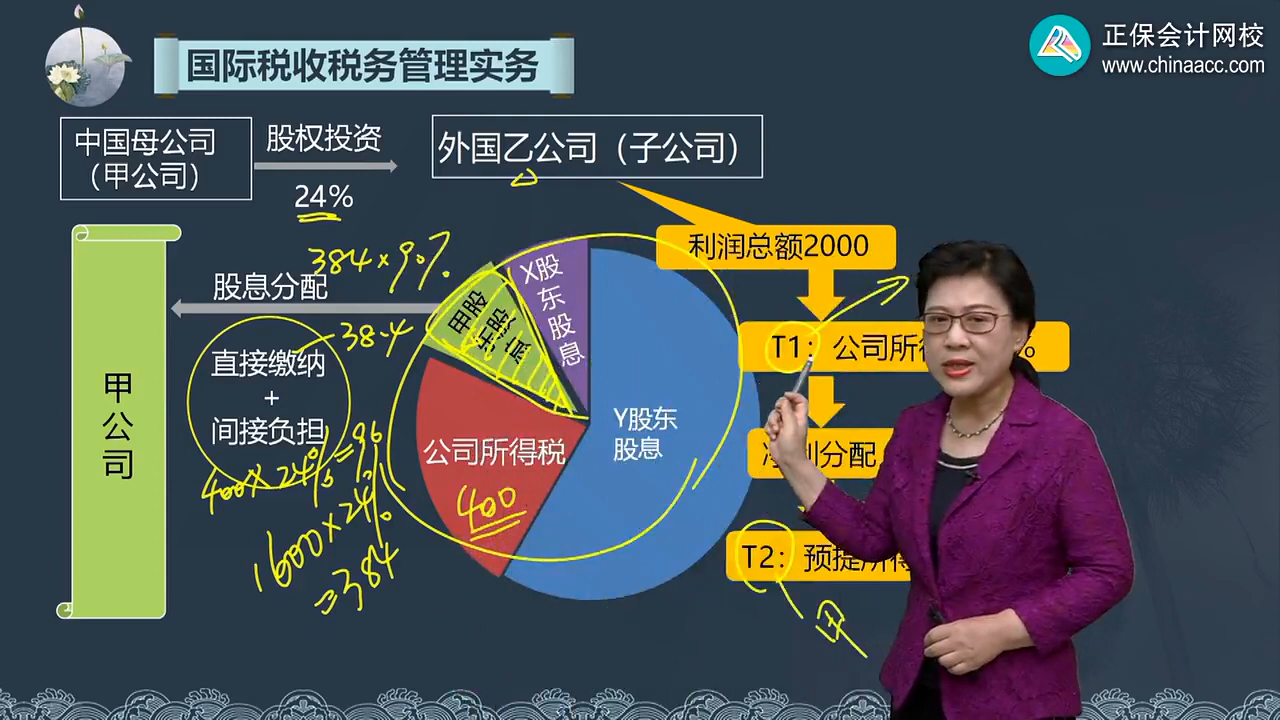 正保会计网校
www.chinaacc.com
国际税收税务管理实务
中国母公司
（甲公司）
股权投资
24%
外国乙公司（子公司）
利润总额2000
384×90%
股息分配
X股
东股息
T1：公司所得
%
38.4
直接缴纳
+
间接负担
甲
公
司
公司所得税
Y股东
股息
400
400×24%=96
1600×24%
=384
分配
T2：预提所得
甲